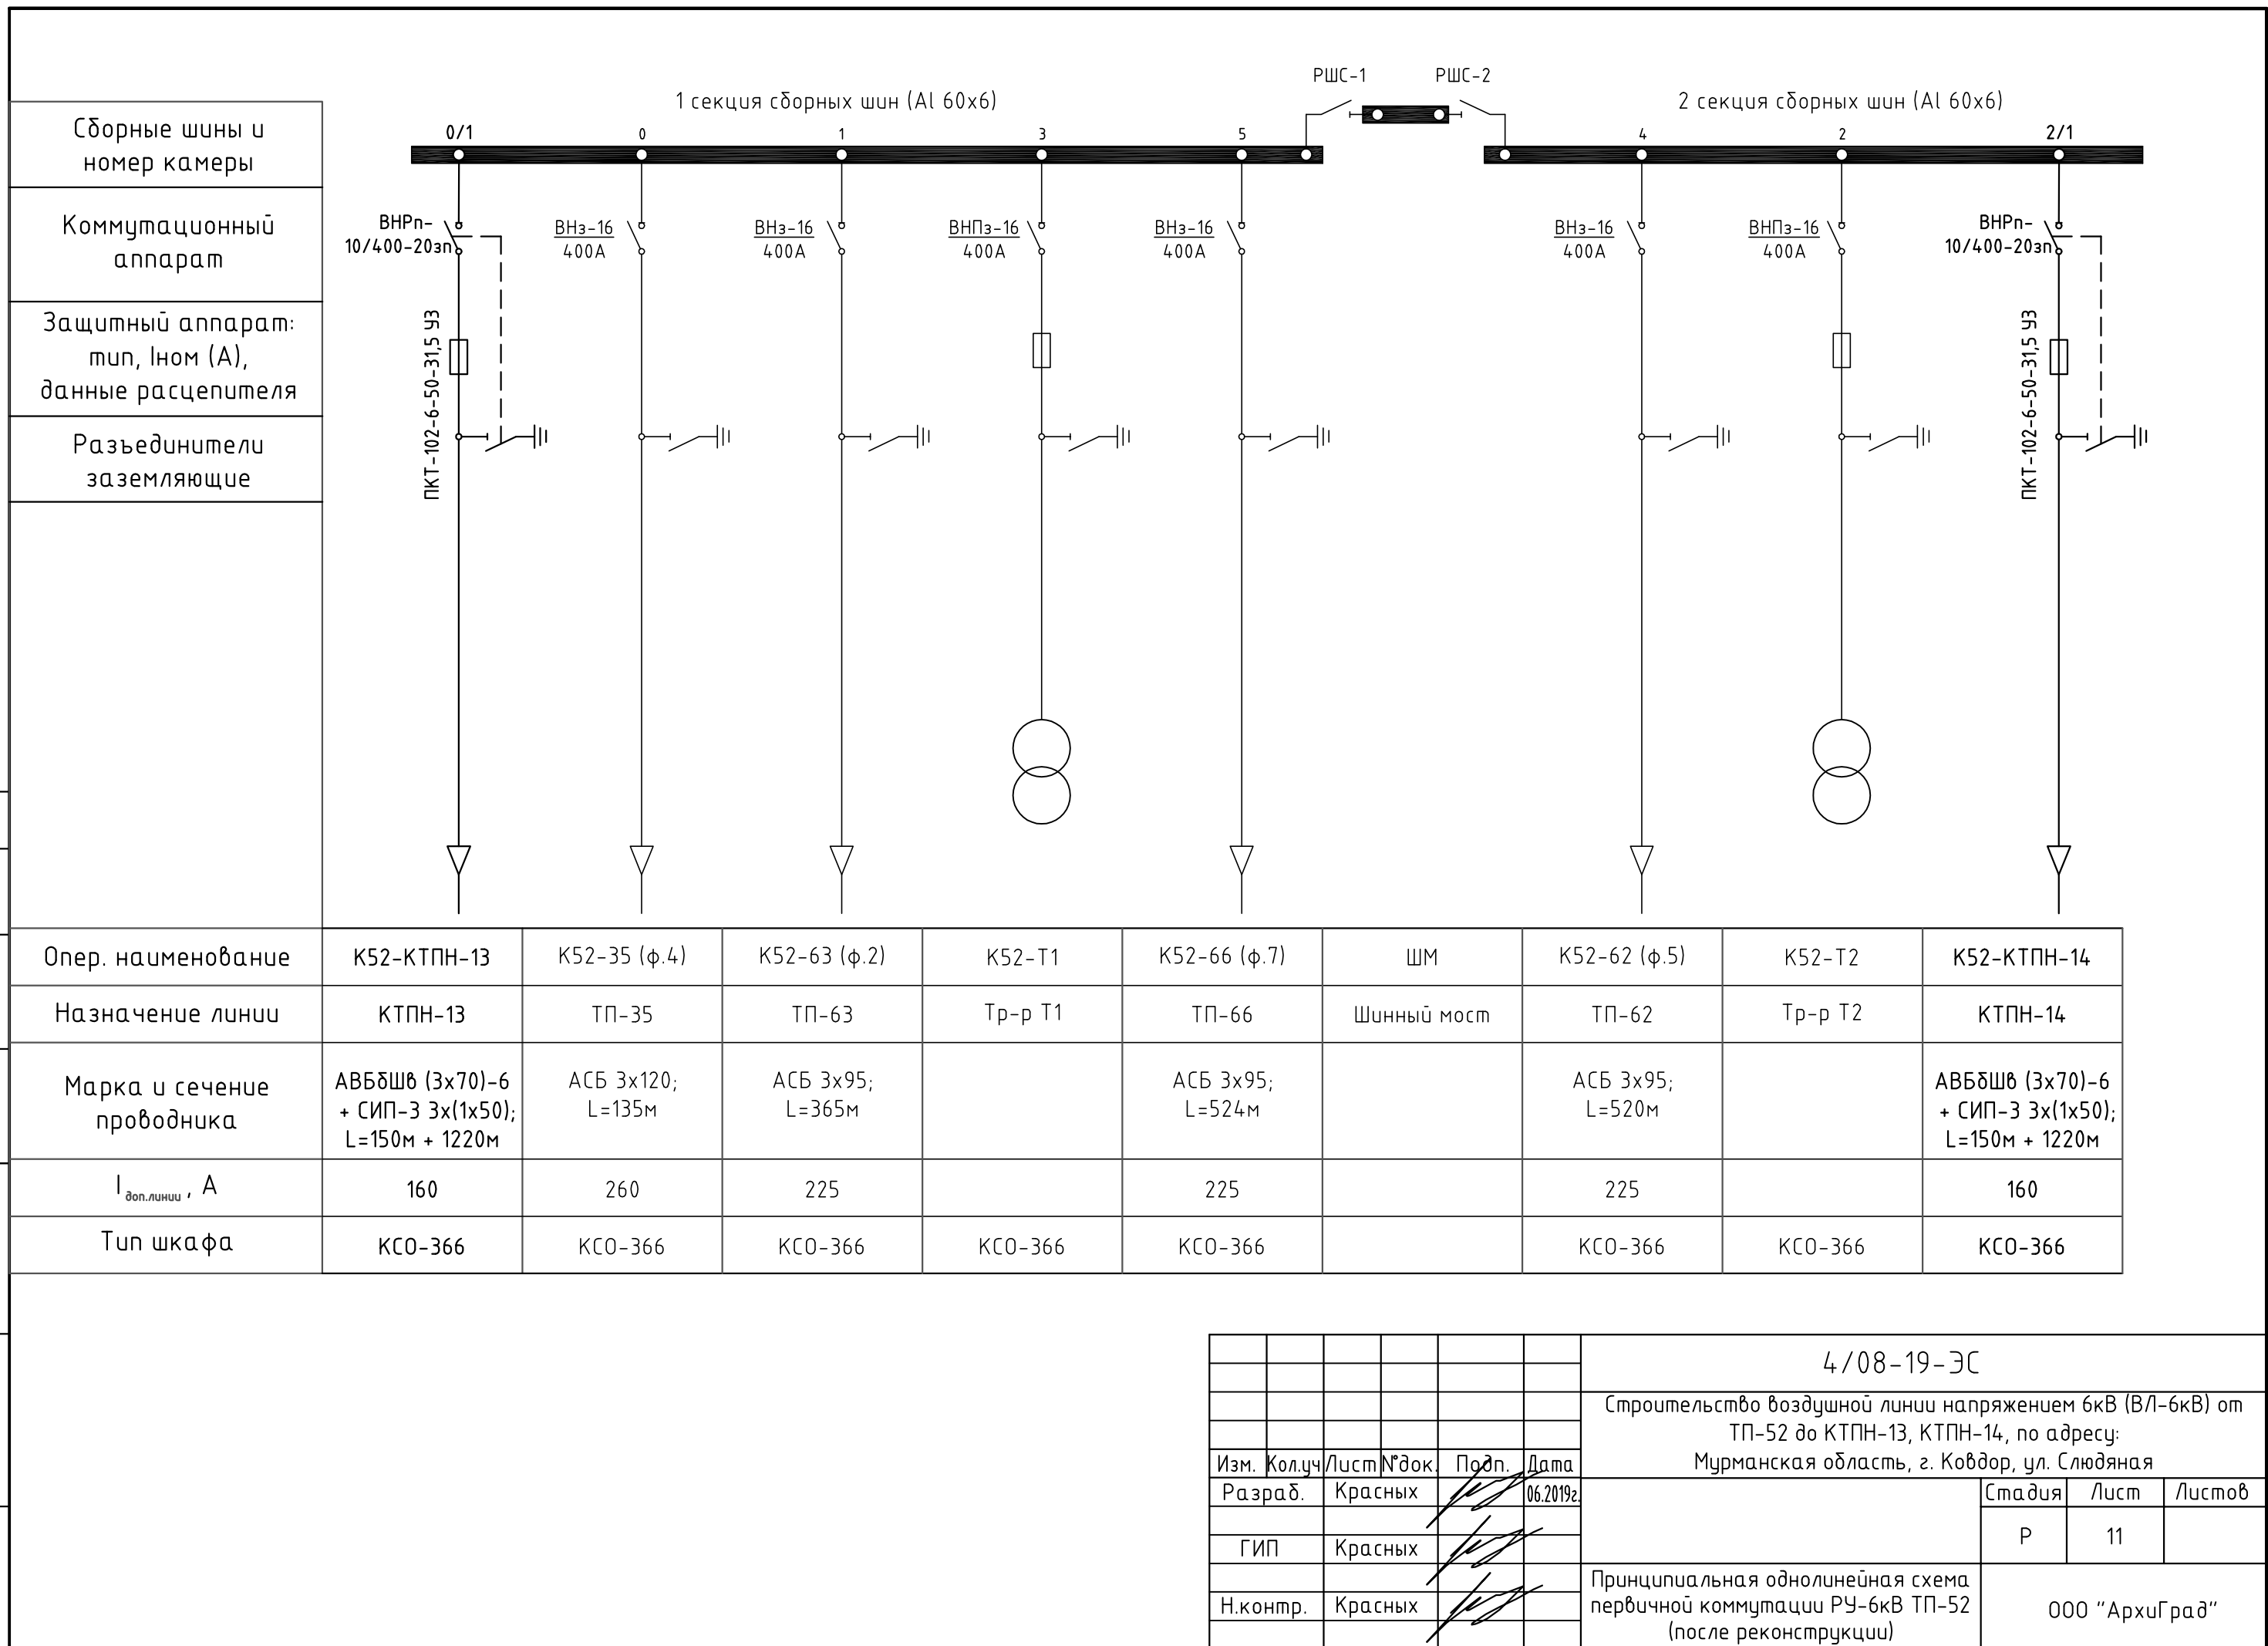 РШС-1
РШС-2
1 секция сборных шин (Al 60x6)
2 секция сборных шин (Al 60x6)
Сборные шины и
номер камеры
0/1
0
1
3
5
4
2
2/1
Коммутационный
аппарат
ВНРп-
10/400-20зп
ВНз-16
400А
ВНз-16
400А
ВНПз-16
400А
ВНз-16
400А
ВНз-16
400А
ВНПз-16
400А
ВНРп-
10/400-20зп
Защитный аппарат:
тип, Iном (А),
данные расцепителя
ПКТ-102-6-50-31,5 У3
ПКТ-102-6-50-31,5 У3
Разъединители
заземляющие
Опер. наименование
К52-КТПН-13
К52-35 (ф.4)
К52-63 (ф.2)
К52-Т1
К52-66 (ф.7)
ШМ
К52-62 (ф.5)
К52-Т2
К52-КТПН-14
Назначение линии
КТПН-13
ТП-35
ТП-63
Тр-р Т1
ТП-66
Шинный мост
ТП-62
Тр-р Т2
КТПН-14
Марка и сечение
проводника
АВБбШв (3х70)-6
+ СИП-3 3х(1х50);
L=150м + 1220м
АСБ 3х120;
L=135м
АСБ 3х95;
L=365м
АСБ 3х95;
L=524м
АСБ 3х95;
L=520м
АВБбШв (3х70)-6
+ СИП-3 3х(1х50);
L=150м + 1220м
I доп.линии , А
160
260
225
225
225
160
Тип шкафа
КСО-366
КСО-366
КСО-366
КСО-366
КСО-366
КСО-366
КСО-366
КСО-366
4/08-19-ЭС
Строительство воздушной линии напряжением 6кВ (ВЛ-6кВ) от
ТП-52 до КТПН-13, КТПН-14, по адресу:
Мурманская область, г. Ковдор, ул. Слюдяная
Изм.
Кол.уч
Лист
№док.
Подп.
Дата
Разраб.
Красных
06.2019г.
Стадия
Лист
Листов
Р
11
ГИП
Красных
Н.контр.
Красных
Принципиальная однолинейная схема
первичной коммутации РУ-6кВ ТП-52
(после реконструкции)
ООО "АрхиГрад"